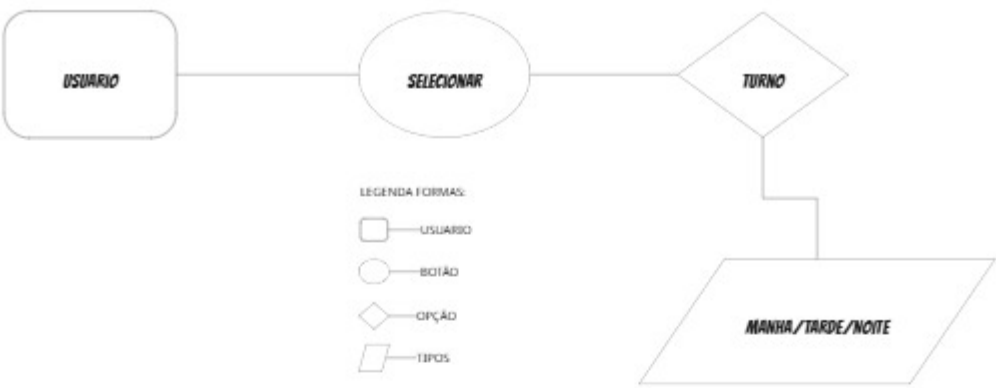 USUARIO
SELECIONAR
TURNO
LEGENDA FORMAS:
USUARIO
BOTÃO
OPÇÃO
TIPOS
MANHA/TARDE/NOITE